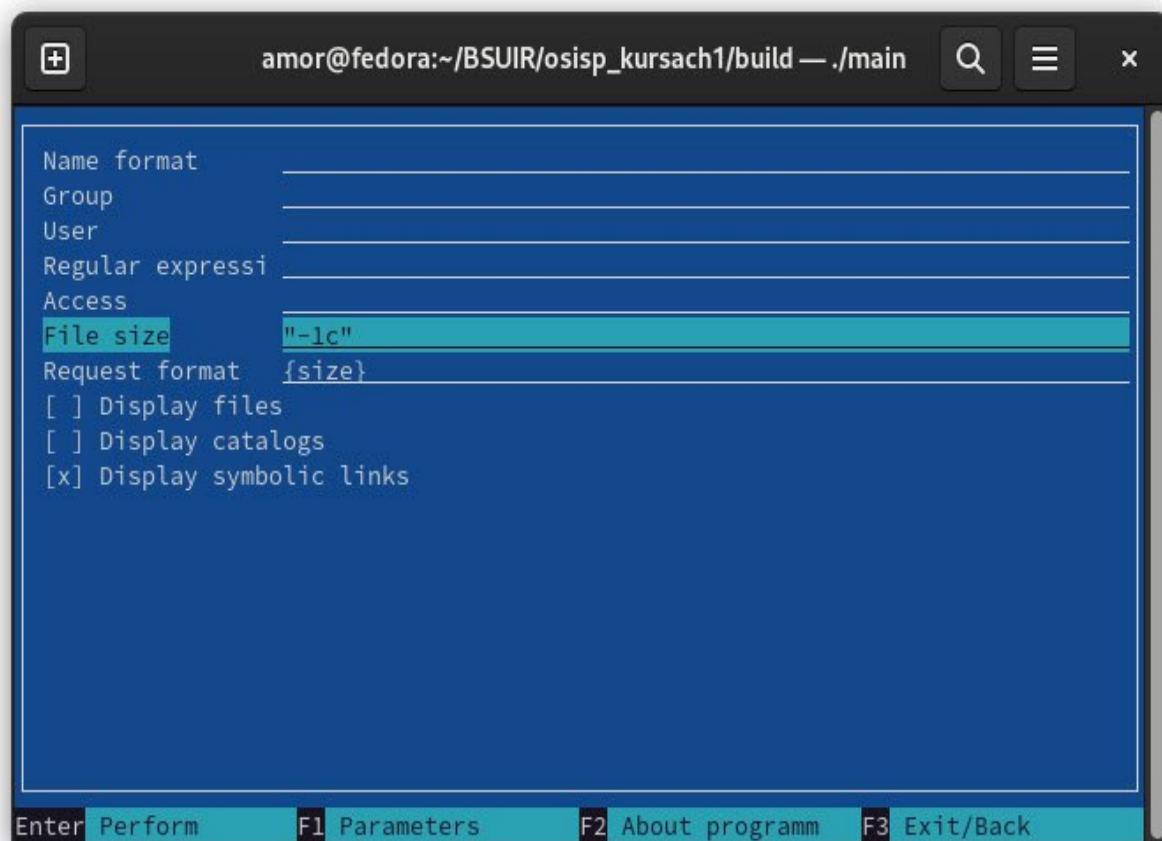 amor@fedora:~/BSUIR/osisp_kursach1/build — ./main
Name format
Group
User
Regular expressi
Access
File size "-1c"
Request format {size}
[ ] Display files
[ ] Display catalogs
[x] Display symbolic links
Enter Perform F1 Parameters F2 About programm F3 Exit/Back